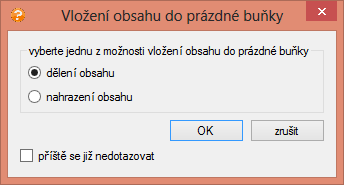 Vložení obsahu do prázdné buňky
vyberte jednu z možnosti vložení obsahu do prázdné buňky
dělení obsahu
nahrazení obsahu
OK zrušit
příště se již nedotazovat